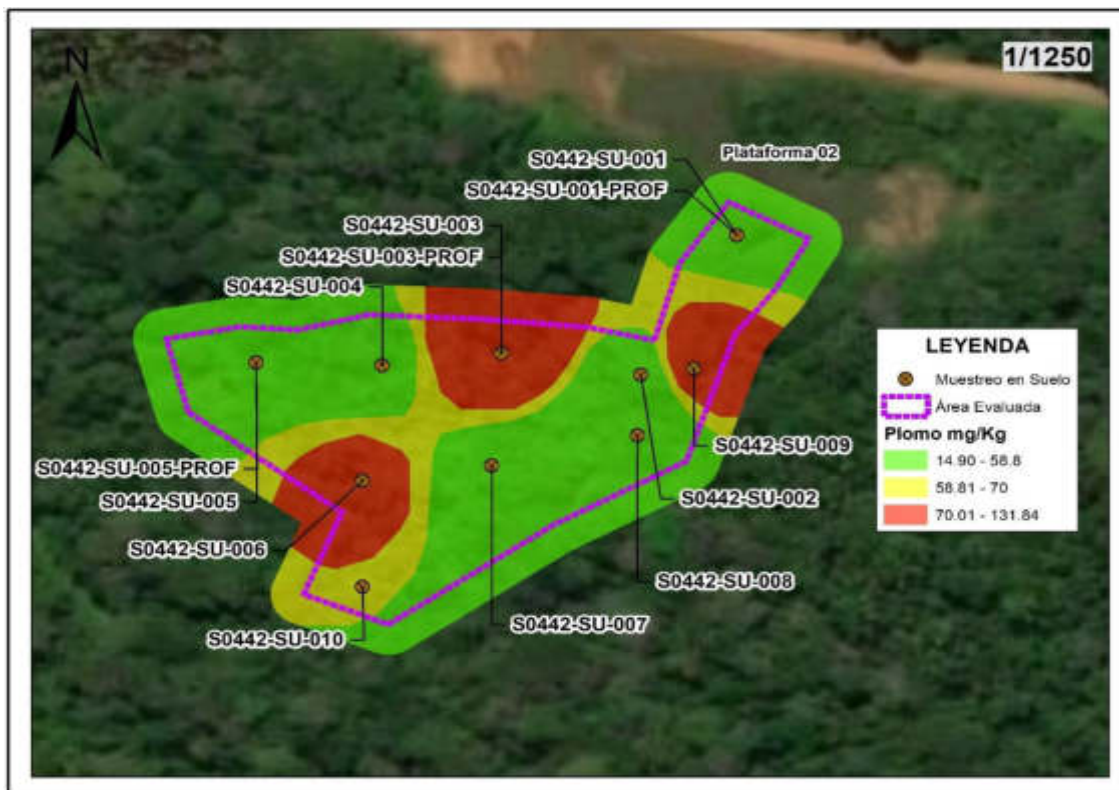 1/1250
N
S0442-SU-001
Plataforma 02
S0442-SU-001-PROF
S0442-SU-003
S0442-SU-003-PROF
S0442-SU-004
LEYENDA
Muestreo en Suelo
Área Evaluada
Plomo mg/Kg
14.90 - 58.8
58.81 - 70
70.01 - 131.84
S0442-SU-009
S0442-SU-005-PROF
S0442-SU-005
S0442-SU-002
S0442-SU-006
S0442-SU-008
S0442-SU-007
S0442-SU-010